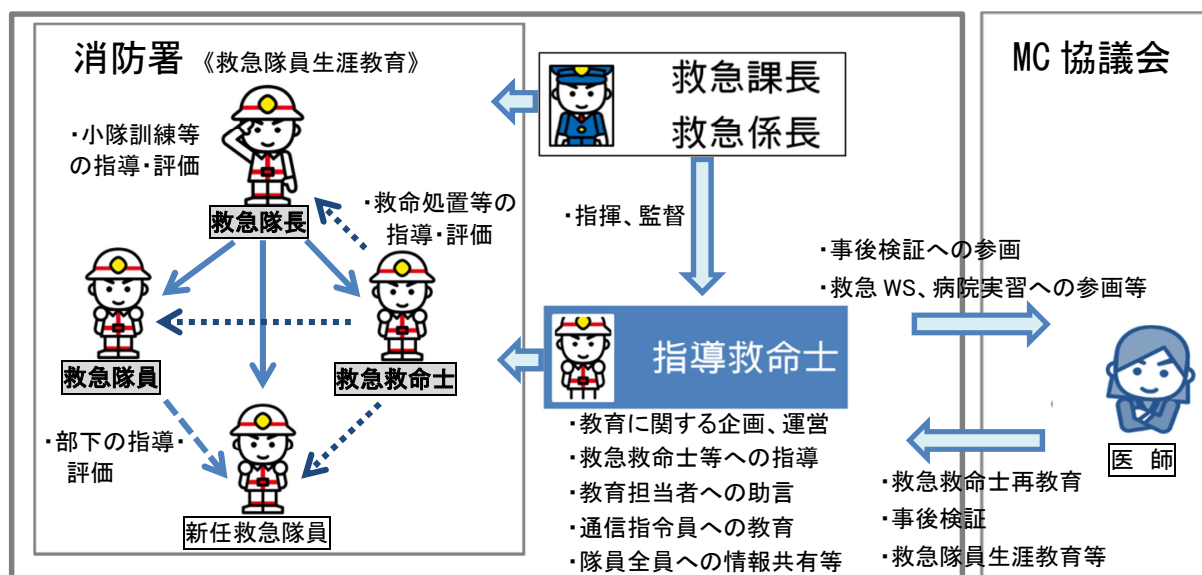 消防署 《救急隊員生涯教育》
・小隊訓練等
の指導・評価
救急隊長
・救命処置等の
指導・評価
救急隊員
救急救命士
・部下の指導・
評価
新任救急隊員
救急課長
救急係長
・指揮、監督
指導救命士
・教育に関する企画、運営
・救急救命士等への指導
・教育担当者への助言
・通信指令員への教育
・隊員全員への情報共有等
MC 協議会
・事後検証への参画
・救急 WS、病院実習への参画等
医 師
・救急救命士再教育
・事後検証
・救急隊員生涯教育等